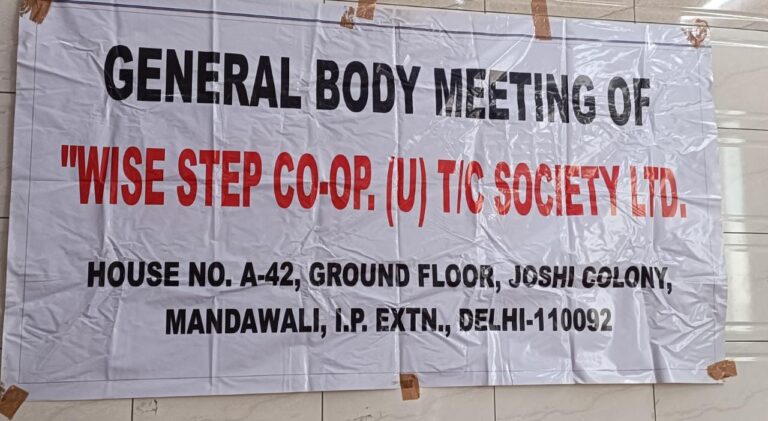 GENERAL BODY MEETING OF
"WISE STEP CO-OP. (U) T/C SOCIETY LTD.
HOUSE NO. A-42, GROUND FLOOR, JOSHI COLONY,
MANDAWALI, I.P. EXTN., DELHI-110092